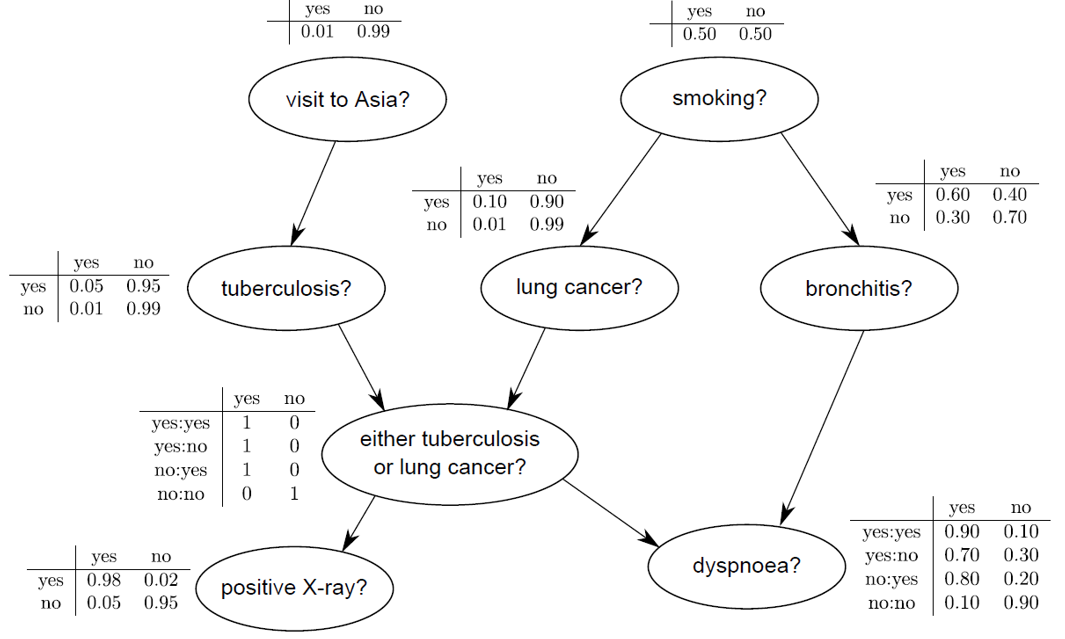 yes no
0.01 0.99
visit to Asia?
yes no
0.50 0.50
smoking?
yes no
yes 0.10 0.90
no 0.01 0.99
yes no
yes 0.60 0.40
no 0.30 0.70
yes no
yes 0.05 0.95
no 0.01 0.99
tuberculosis?
lung cancer?
bronchitis?
yes no
yes:yes 1 0
yes:no 1 0
no:yes 1 0
no:no 0 1
either tuberculosis
or lung cancer?
yes no
yes 0.98 0.02
no 0.05 0.95
positive X-ray?
dyspnoea?
yes no
yes:yes 0.90 0.10
yes:no 0.70 0.30
no:yes 0.80 0.20
no:no 0.10 0.90